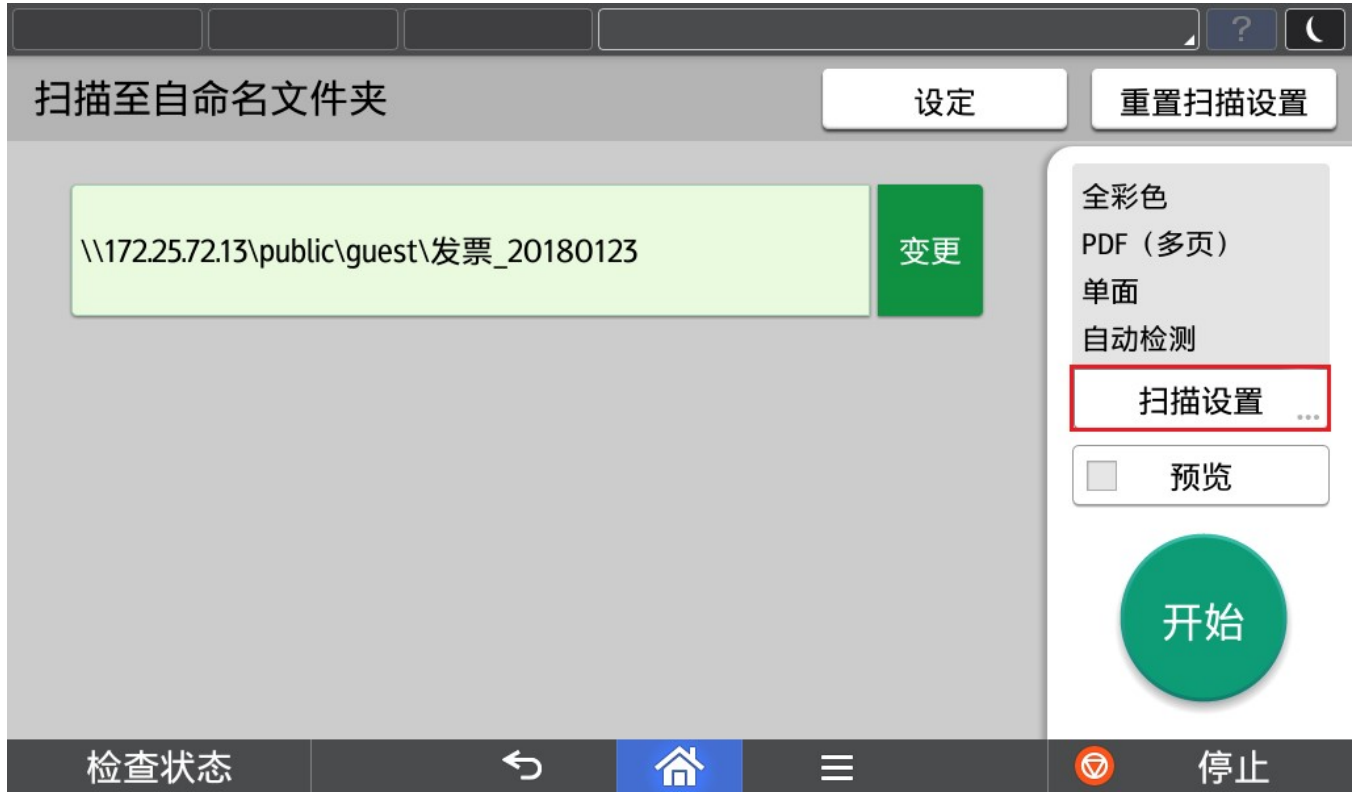 ?
扫描至自命名文件夹
设定
重置扫描设置
\\172.25.72.13\public\guest\发票_20180123
变更
全彩色
PDF（多页）
单面
自动检测
扫描设置 ...
预览
开始
检查状态
停止